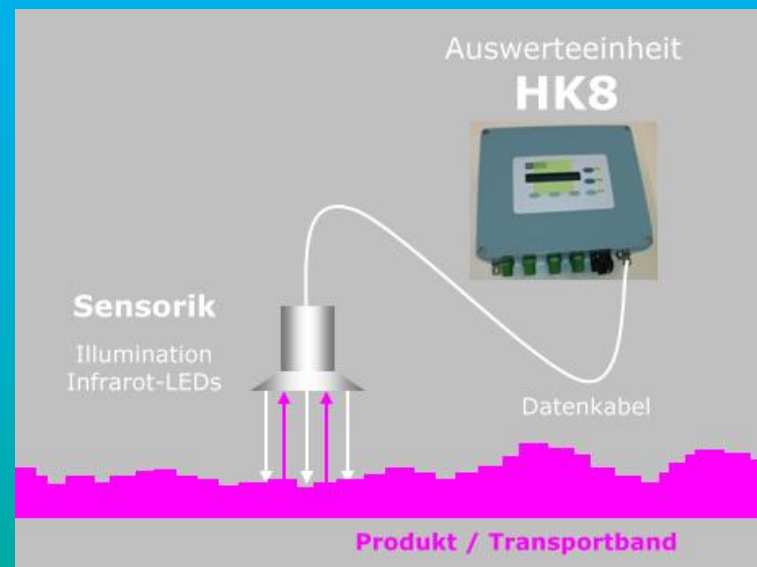 Auswerteeinheit
HK8
Sensorik
Illumination
Infrarot-LEDs
Datenkabel
Produkt / Transportband